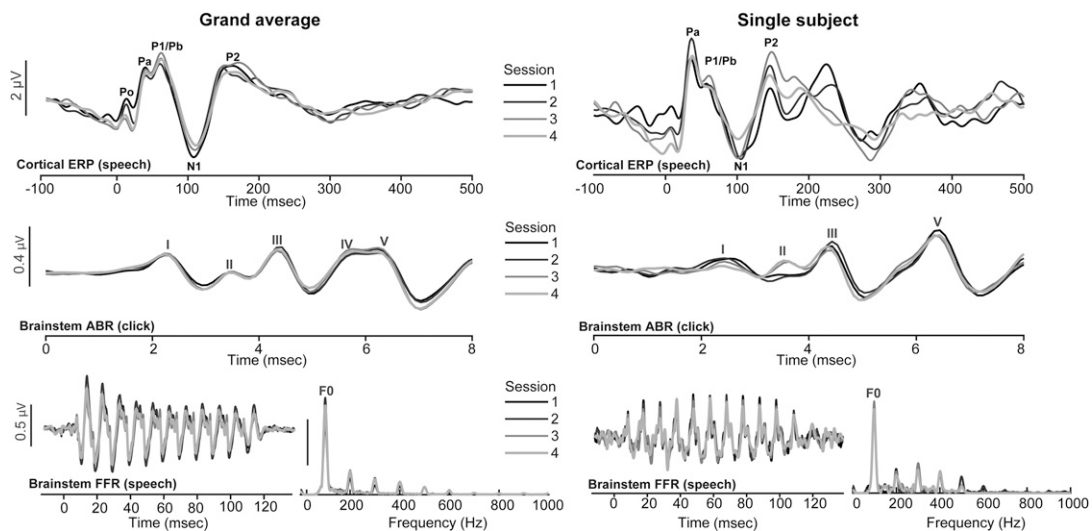 Grand average
Single subject
2 μV
Po
Pa
P1/Pb
N1
P2
Session
1
2
3
4
Pa
P1/Pb
P2
N1
Cortical ERP (speech)
-100 0 100 200 300 400 500
Time (msec)
Cortical ERP (speech)
-100 0 100 200 300 400 500
Time (msec)
0.4 μV
I
II
III
IV
V
1
2
3
4
I
II
III
V
Brainstem ABR (click)
0 2 4 6 8
Time (msec)
Brainstem ABR (click)
0 2 4 6 8
Time (msec)
0.5 μV
F0
Session
1
2
3
4
F0
Brainstem FFR (speech)
0 20 40 60 80 100 120
Time (msec)
0 200 400 600 800 1000
Frequency (Hz)
Brainstem FFR (speech)
0 20 40 60 80 100 120
Time (msec)
0 200 400 600 800 1000
Frequency (Hz)